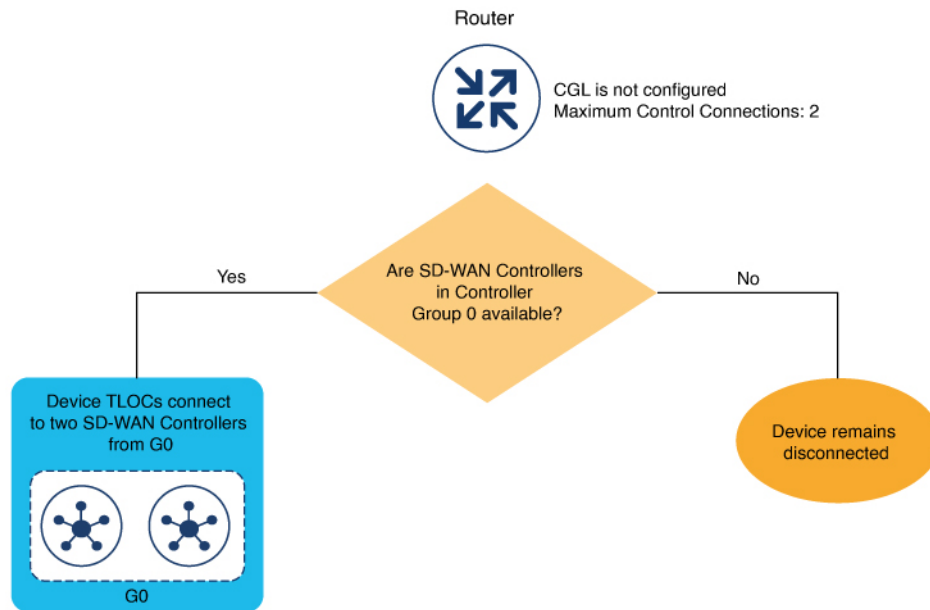 Router
CGL is not configured
Maximum Control Connections: 2
Are SD-WAN Controllers
in Controller
Group 0 available?
Yes
No
Device TLOCs connect
to two SD-WAN Controllers
from G0
G0
Device remains
disconnected